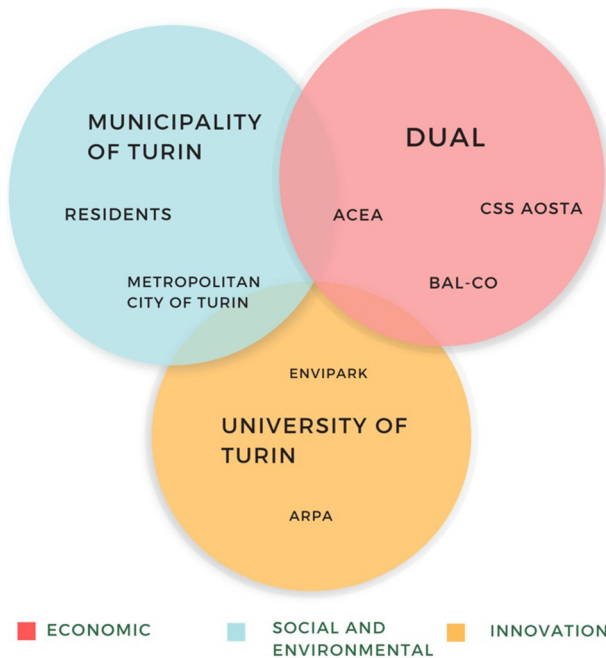 MUNICIPALITY
OF TURIN
DUAL
RESIDENTS
ACEA
CSS AOSTA
METROPOLITAN
CITY OF TURIN
BAL-CO
ENVIPARK
UNIVERSITY OF
TURIN
ARPA
ECONOMIC
SOCIAL AND
ENVIRONMENTAL
INNOVATION